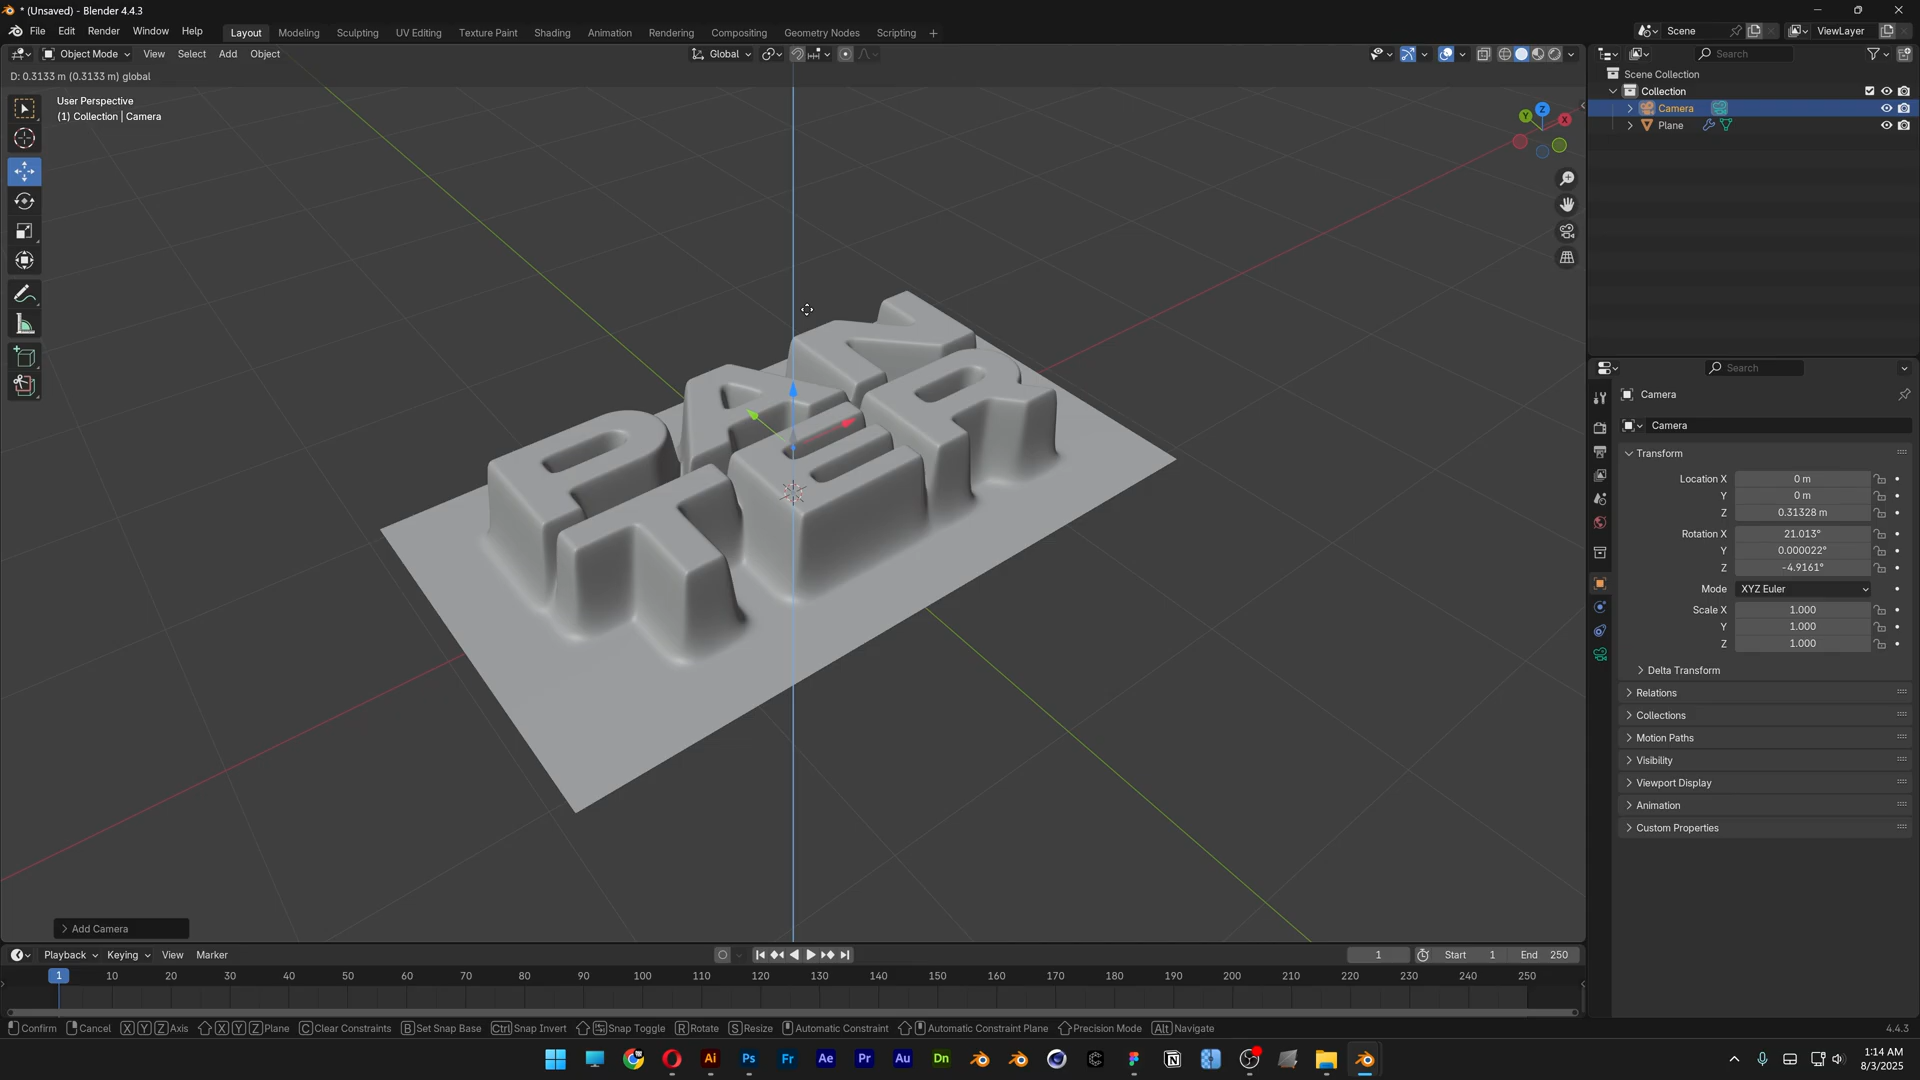 * (Unsaved) - Blender 4.4.3
File Edit Render Window Help
Layout Modeling Sculpting UV Editing Texture Paint Shading Animation Rendering Compositing Geometry Nodes Scripting +
Scene
ViewLayer
Object Mode View Select Add Object
Global
Search
D: 0.3133 m (0.3133 m) global
User Perspective
(1) Collection | Camera
Z
Y
X
PAN
TER
Scene Collection
Collection
Camera
Plane
Search
Camera
Camera
Transform
Location X 0 m
Y 0 m
Z 0.31328 m
Rotation X 21.013°
Y 0.000022°
Z -4.9161°
Mode XYZ Euler
Scale X 1.000
Y 1.000
Z 1.000
Delta Transform
Relations
Collections
Motion Paths
Visibility
Viewport Display
Animation
Custom Properties
Add Camera
Playback Keying View Marker
1 Start 1 End 250
1 10 20 30 40 50 60 70 80 90 100 110 120 130 140 150 160 170 180 190 200 210 220 230 240 250
Confirm Cancel X Y Z Axis X Y Z Plane C Clear Constraints B Set Snap Base Ctrl Snap Invert Snap Toggle R Rotate S Resize Automatic Constraint Automatic Constraint Plane Precision Mode Alt Navigate
4.4.3
Ai Ps Fr Ae Pr Au Dn
1:14 AM
8/3/2025